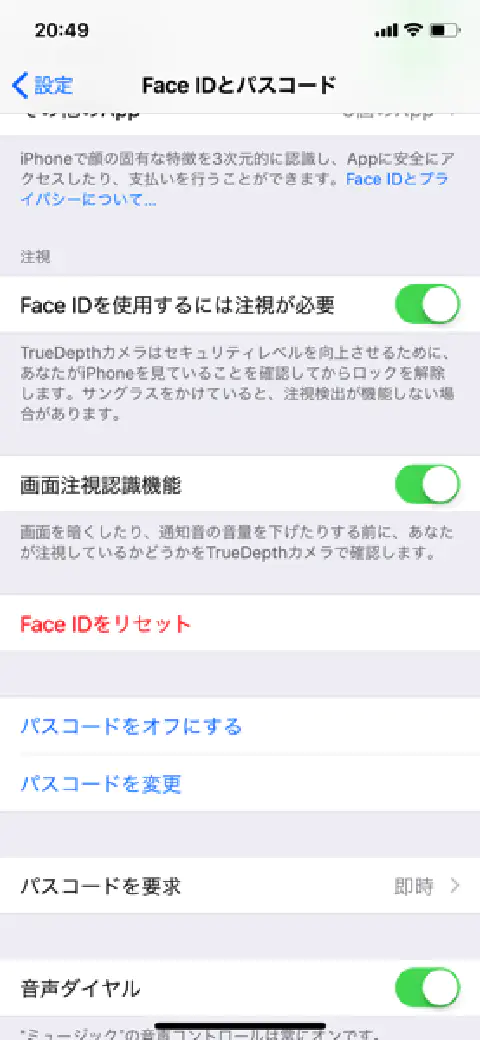 20:49
設定
Face IDとパスコード
その他のApp
iPhoneで顔の固有な特徴を3次元的に認識し、Appに安全にア
クセスしたり、支払いを行うことができます。Face IDとプラ
イバシーについて...
注視
Face IDを使用するには注視が必要
TrueDepthカメラはセキュリティレベルを向上させるために、
あなたがiPhoneを見ていることを確認してからロックを解除
します。サングラスをかけていると、注視検出が機能しない場
合があります。
画面注視認識機能
画面を暗くしたり、通知音の音量を下げたりする前に、あなた
が注視しているかどうかをTrueDepthカメラで確認します。
Face IDをリセット
パスコードをオフにする
パスコードを変更
パスコードを要求 即時
音声ダイヤル
"ミュージック"の音声コントロールは常にオンです。